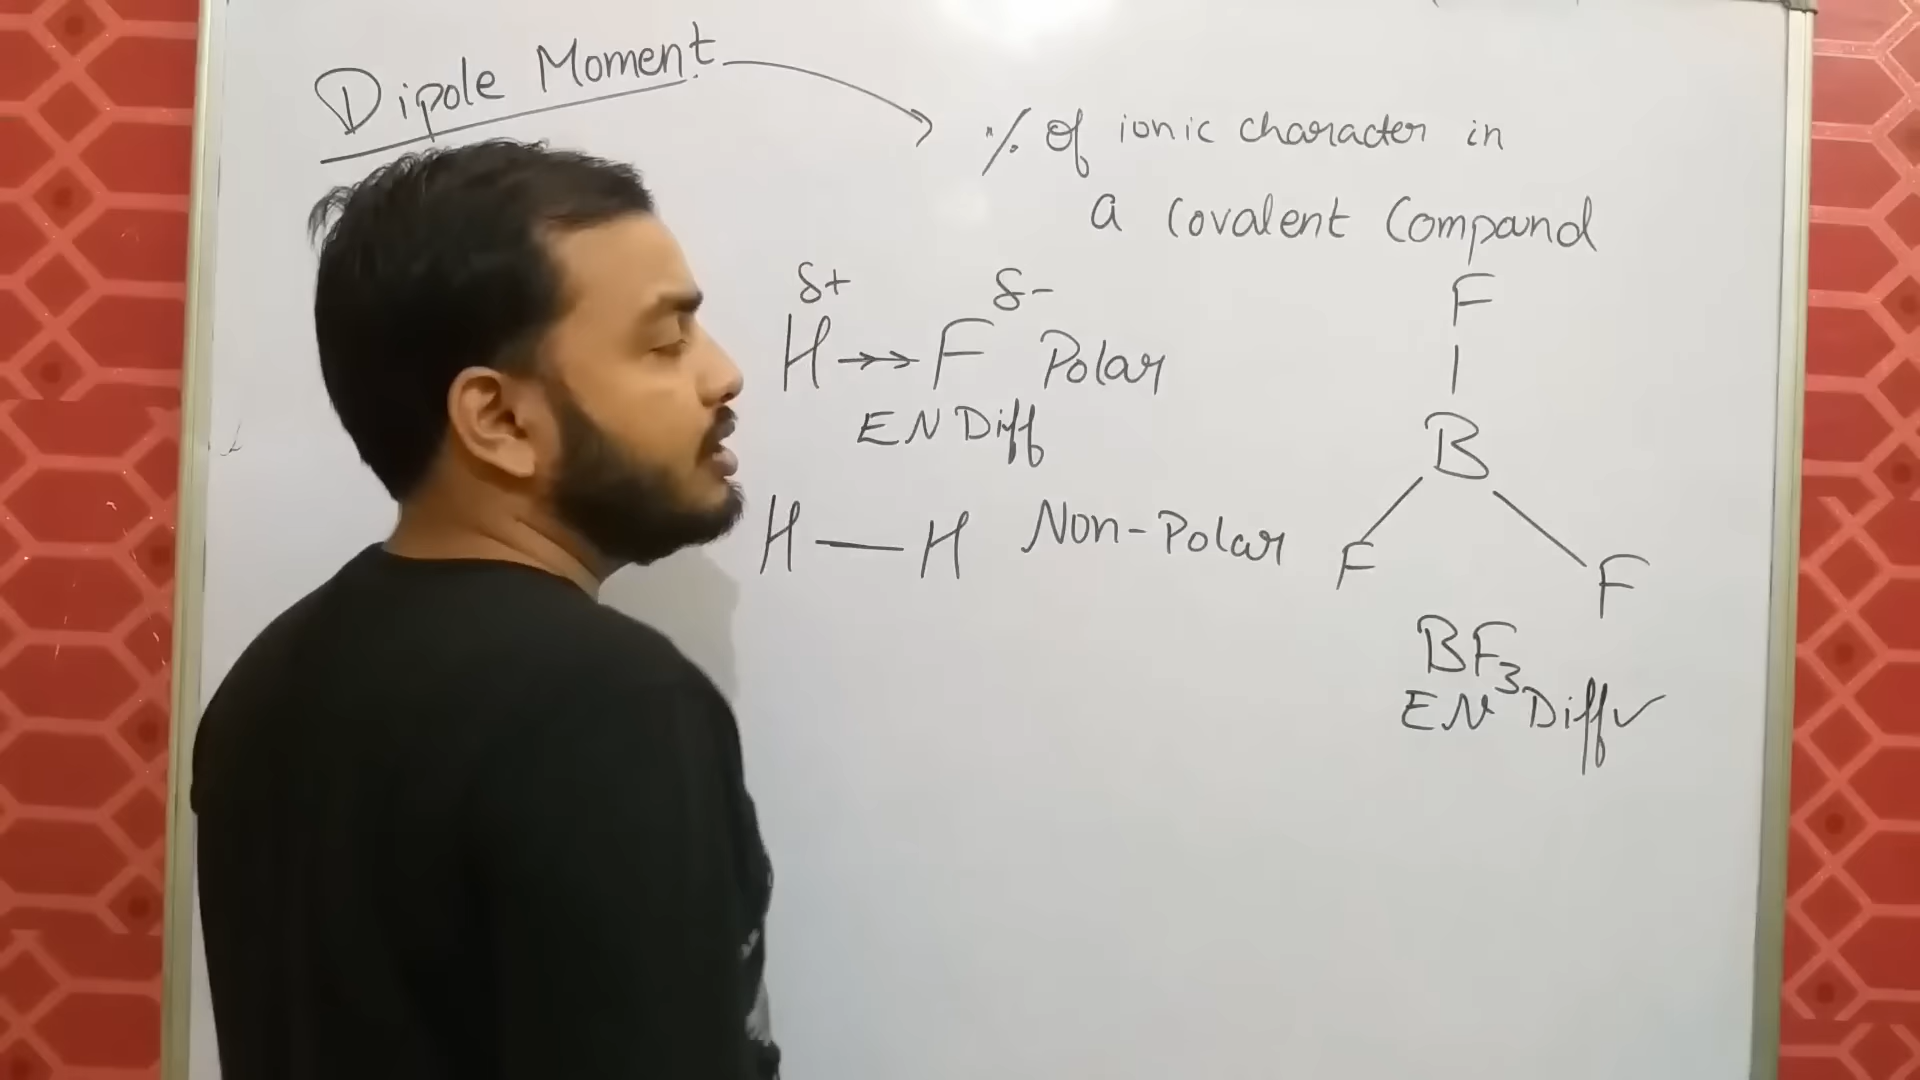 Dipole Moment
% of ionic character in
a covalent Compound
δ+ δ-
H F Polar
EN Diff
H — H Non-Polar
F
B
F F
BF₃
EN Diff ✓